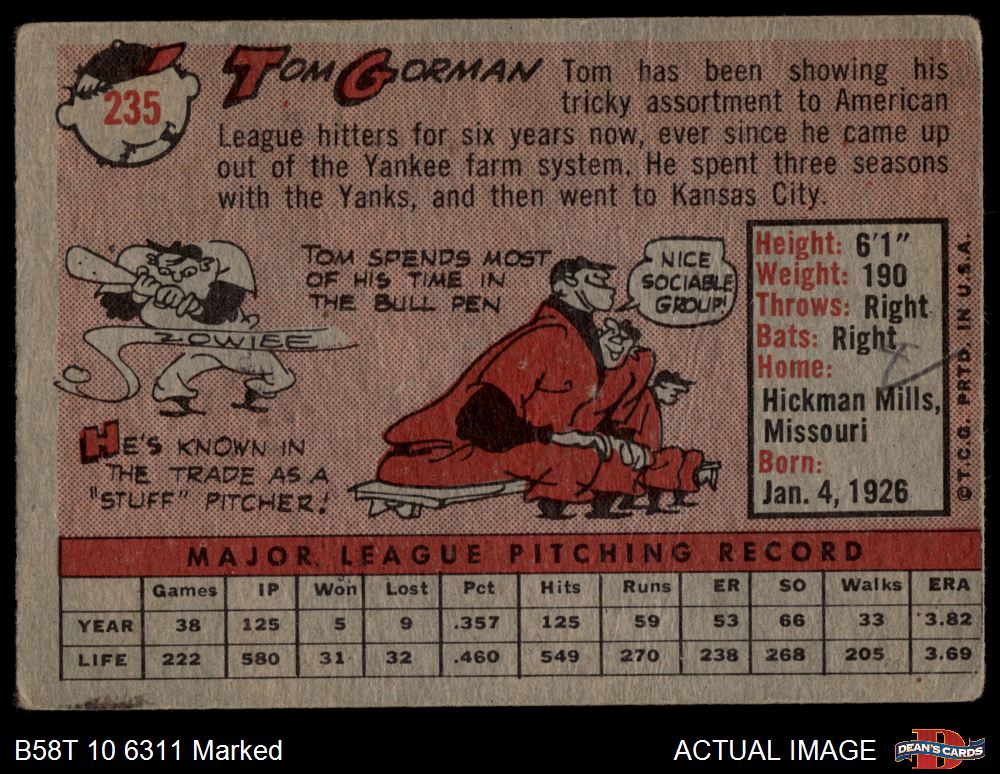 235
TOM GORMAN
Tom has been showing his
tricky assortment to American
League hitters for six years now, ever since he came up
out of the Yankee farm system. He spent three seasons
with the Yanks, and then went to Kansas City.
TOM SPENDS MOST
OF HIS TIME IN
THE BULL PEN
NICE
SOCIABLE
GROUP!
ZOWIEE
HE'S KNOWN IN
THE TRADE AS A
"STUFF" PITCHER!
Height: 6'1"
Weight: 190
Throws: Right
Bats: Right
Home:
Hickman Mills,
Missouri
Born:
Jan. 4, 1926
© T.C.G. PRTD. IN U.S.A.
MAJOR LEAGUE PITCHING RECORD
Games IP Won Lost Pct Hits Runs ER SO Walks ERA
YEAR 38 125 5 9 .357 125 59 53 66 33 3.82
LIFE 222 580 31 32 .460 549 270 238 268 205 3.69
B58T 10 6311 Marked
ACTUAL IMAGE
D
DEAN'S CARDS